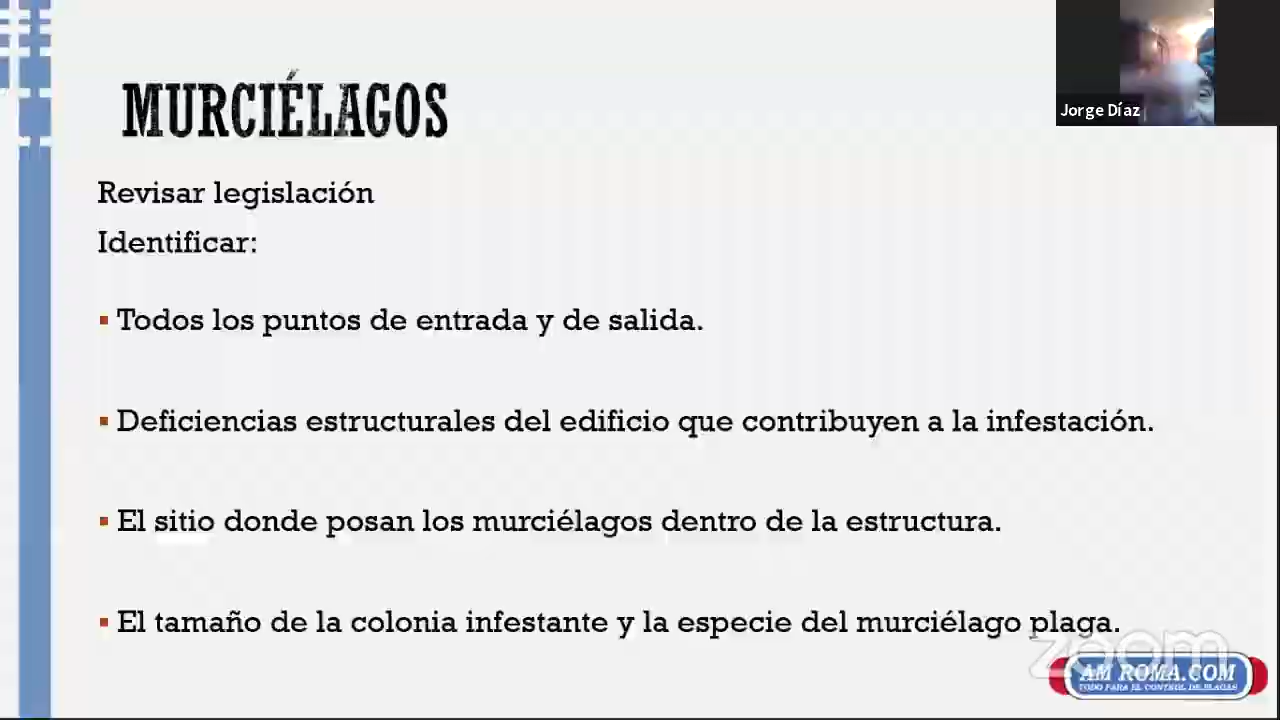 MURCIÉLAGOS
Jorge Díaz
Revisar legislación
Identificar:
▪ Todos los puntos de entrada y de salida.
▪ Deficiencias estructurales del edificio que contribuyen a la infestación.
▪ El sitio donde posan los murciélagos dentro de la estructura.
▪ El tamaño de la colonia infestante y la especie del murciélago plaga.
zoom
AM ROMA.COM
TODO PARA EL CONTROL DE PLAGAS